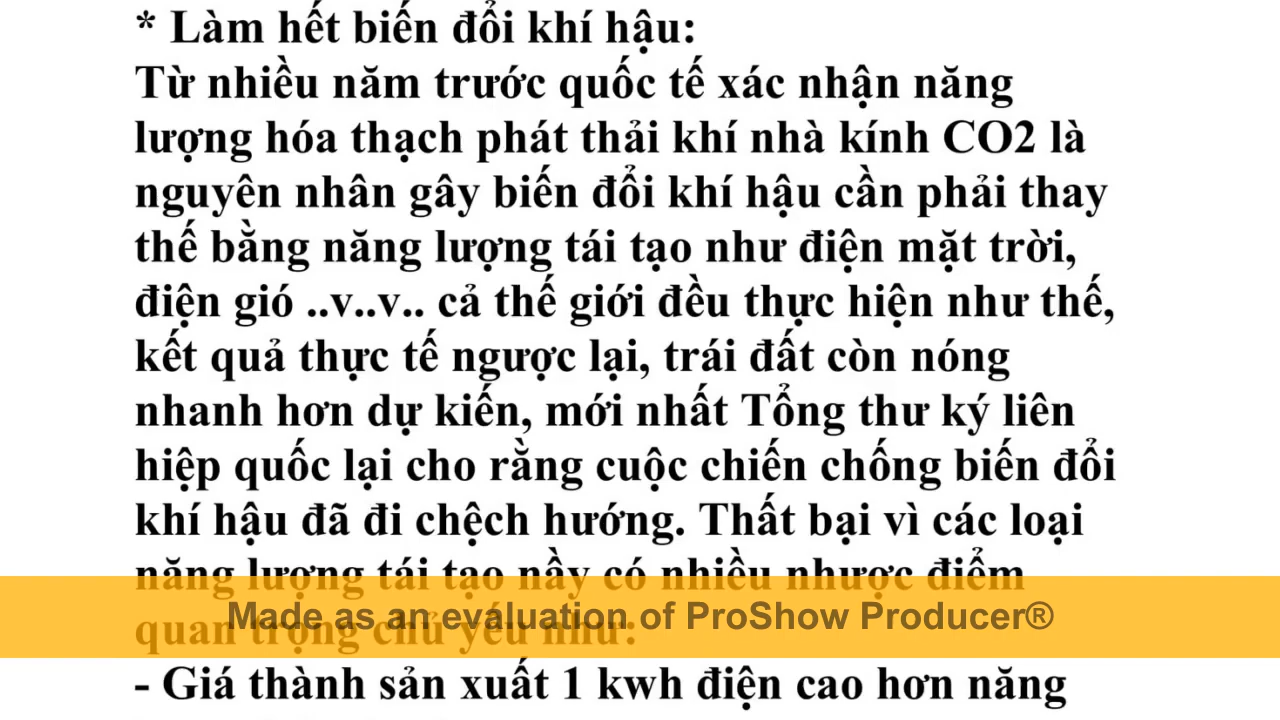 * Làm hết biến đổi khí hậu:
Từ nhiều năm trước quốc tế xác nhận năng
lượng hóa thạch phát thải khí nhà kính CO2 là
nguyên nhân gây biến đổi khí hậu cần phải thay
thế bằng năng lượng tái tạo như điện mặt trời,
điện gió ..v..v.. cả thế giới đều thực hiện như thế,
kết quả thực tế ngược lại, trái đất còn nóng
nhanh hơn dự kiến, mới nhất Tổng thư ký liên
hiệp quốc lại cho rằng cuộc chiến chống biến đổi
khí hậu đã đi chệch hướng. Thất bại vì các loại
năng lượng tái tạo nầy có nhiều nhược điểm
quan trọng chủ yếu như:
Made as an evaluation of ProShow Producer®
- Giá thành sản xuất 1 kwh điện cao hơn năng